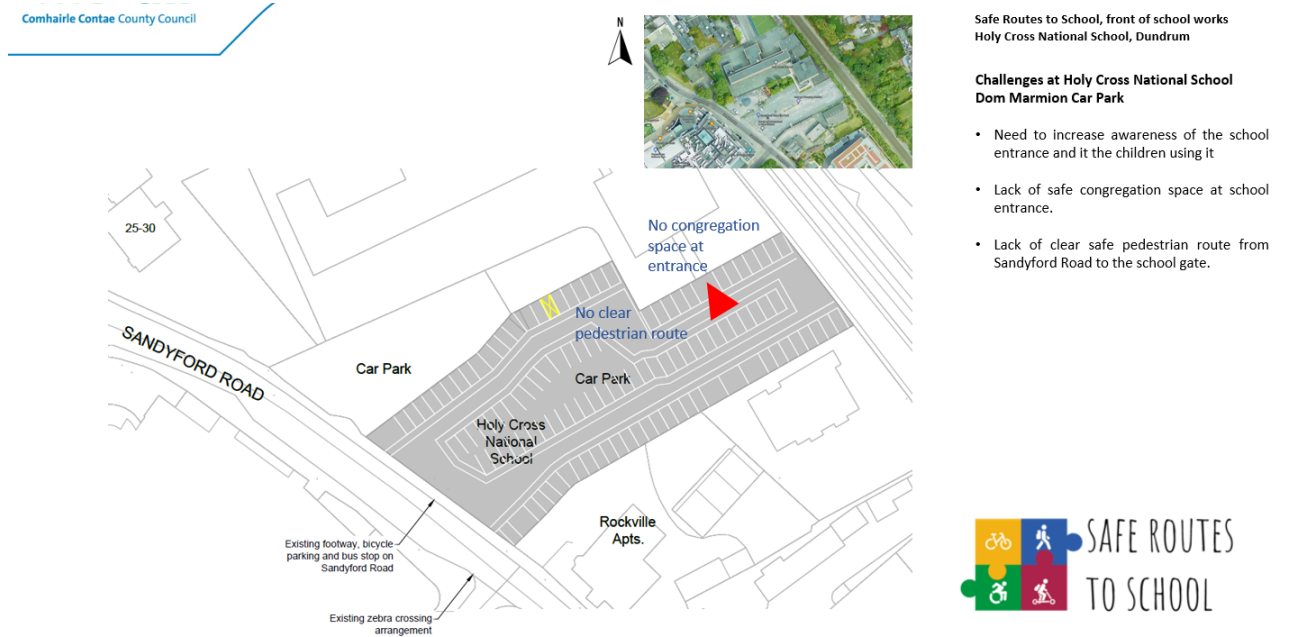 Comhairle Contae County Council
N
Safe Routes to School, front of school works
Holy Cross National School, Dundrum
Challenges at Holy Cross National School
Dom Marmion Car Park
• Need to increase awareness of the school
entrance and it the children using it
• Lack of safe congregation space at school
entrance.
• Lack of clear safe pedestrian route from
Sandyford Road to the school gate.
25-30
No congregation
space at
entrance
No clear
pedestrian route
SANDYFORD ROAD
Car Park
Car Park
Holy Cross
National
School
Rockville
Apts.
Existing footway, bicycle
parking and bus stop on
Sandyford Road
Existing zebra crossing
arrangement
SAFE ROUTES
TO SCHOOL